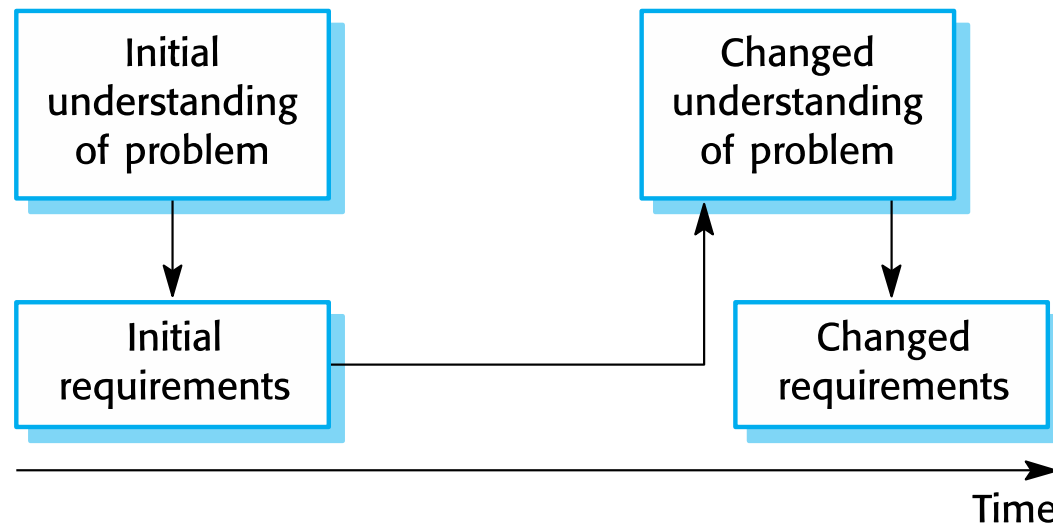 Initial
understanding
of problem
Changed
understanding
of problem
Initial
requirements
Changed
requirements
Time